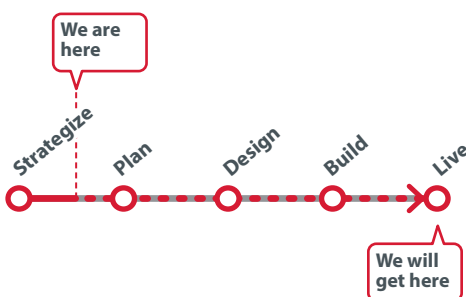 We are
here
Strategize
Plan
Design
Build
Live
We will
get here